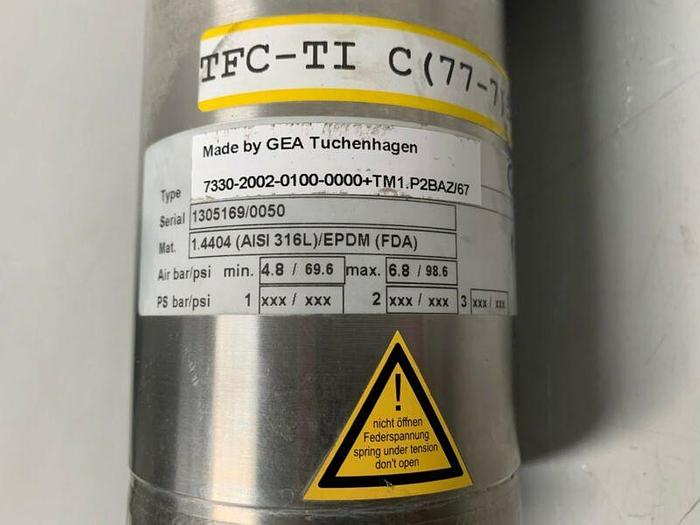 TFC-TI C(77-7
Made by GEA Tuchenhagen
Type 7330-2002-0100-0000+TM1.P2BAZ/67
Serial 1305169/0050
Mat. 1.4404 (AISI 316L)/EPDM (FDA)
Air bar/psi min. 4.8 / 69.6 max. 6.8 / 98.6
PS bar/psi 1 xxx / xxx 2 xxx / xxx 3 xxx / xxx
!
nicht öffnen
Federspannung
spring under tension
don't open